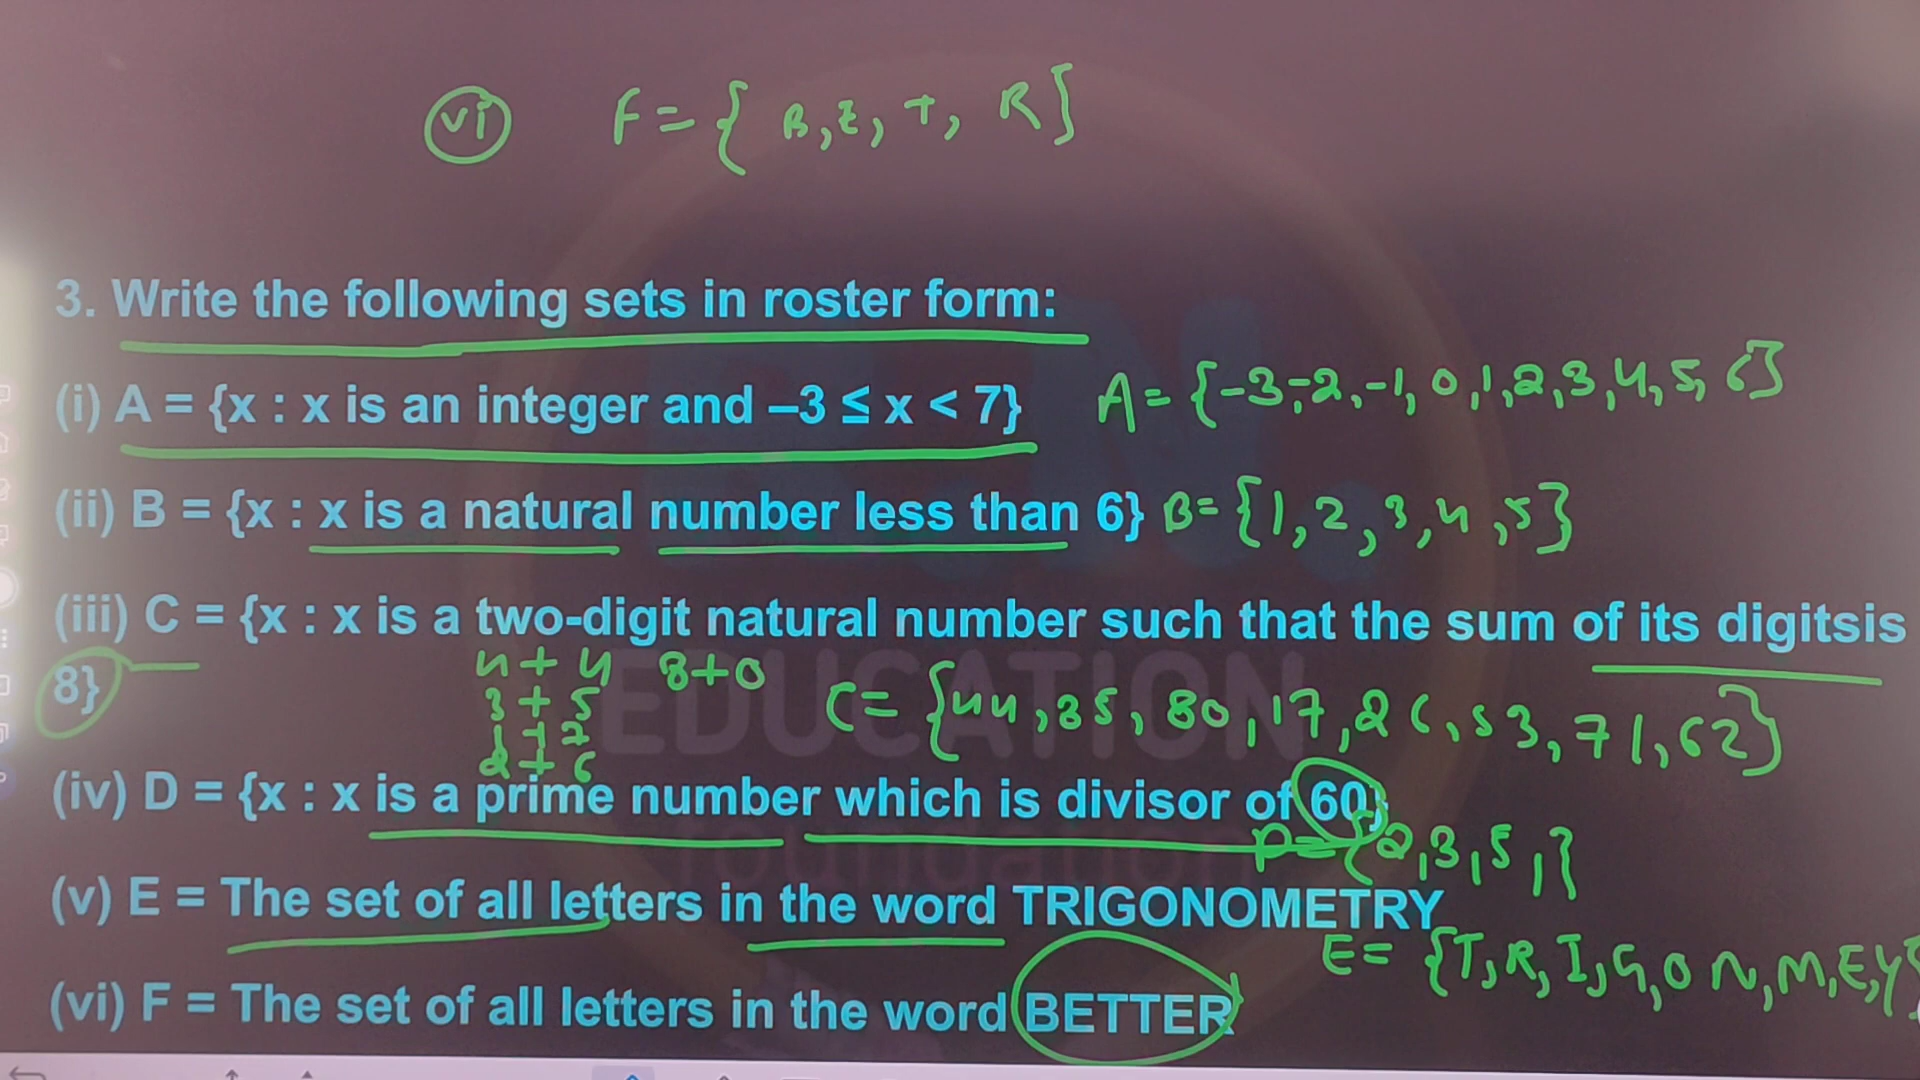 vi F = { B, E, T, R }
3. Write the following sets in roster form:
(i) A = {x : x is an integer and –3 ≤ x < 7} A = {-3,-2,-1,0,1,2,3,4,5,6}
(ii) B = {x : x is a natural number less than 6} B = {1,2,3,4,5}
(iii) C = {x : x is a two-digit natural number such that the sum of its digitsis
8}
4+4 8+0
3+5
1+7
2+6
C = {44,35,80,17,26,53,71,62}
(iv) D = {x : x is a prime number which is divisor of 60}
D = {2,3,5,}
(v) E = The set of all letters in the word TRIGONOMETRY
E = {T,R,I,G,O N,M,E,Y}
(vi) F = The set of all letters in the word BETTER
EDUCATION
foundation